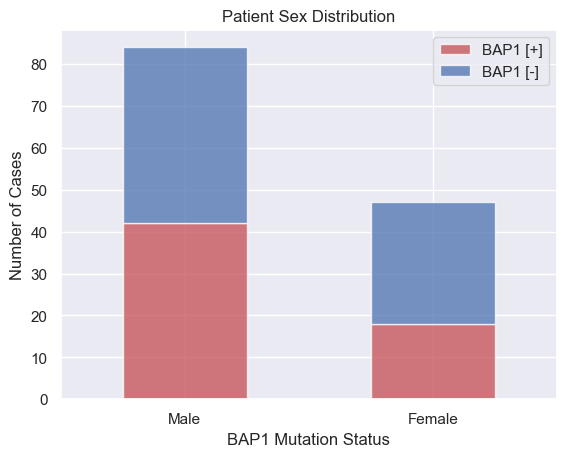 Patient Sex Distribution
BAP1 [+]
BAP1 [-]
Number of Cases
80
70
60
50
40
30
20
10
0
Male Female
BAP1 Mutation Status